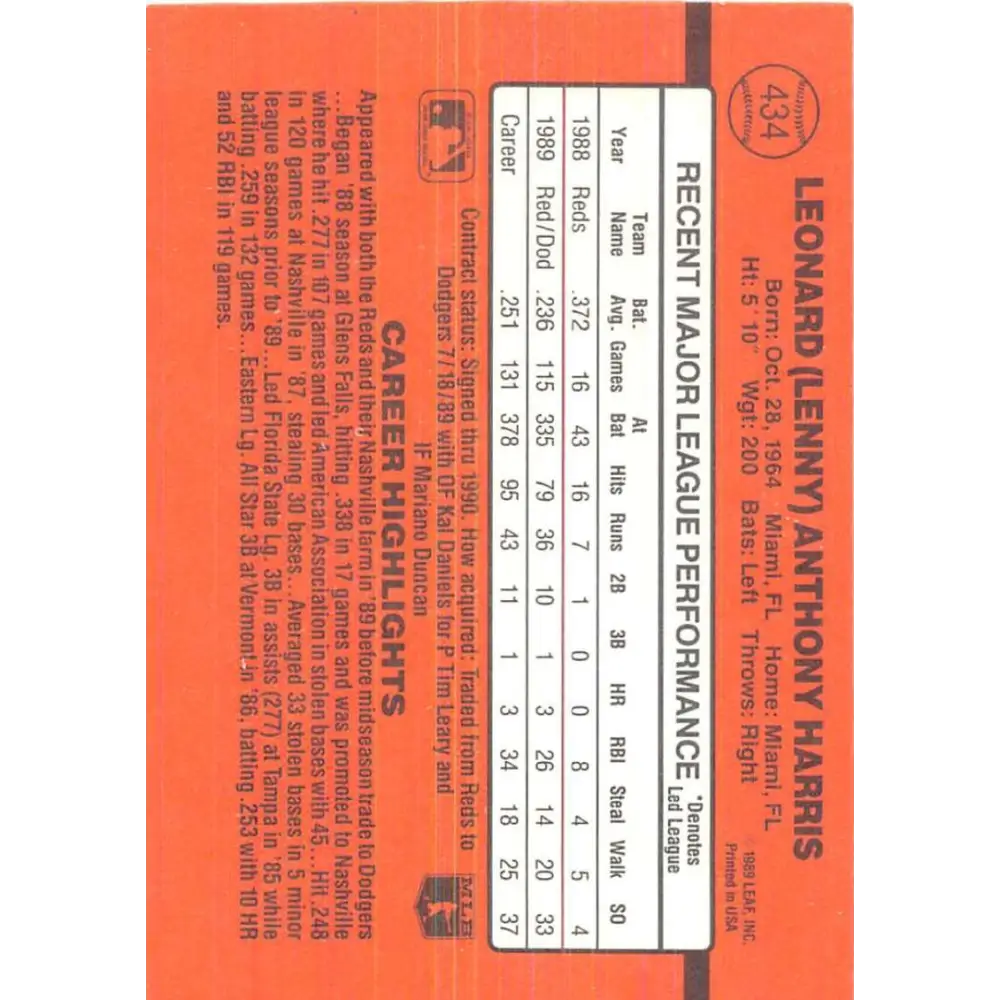 434
LEONARD (LENNY) ANTHONY HARRIS
Born: Oct. 28, 1964 Miami, FL Home: Miami, FL
Ht: 5' 10" Wgt: 200 Bats: Left Throws: Right
© 1989 LEAF, INC.
Printed in USA
RECENT MAJOR LEAGUE PERFORMANCE *Denotes Led League
Year Team Name Bat. Avg. Games At Bat Hits Runs 2B 3B HR RBI Steal Walk SO
1988 Reds .372 16 43 16 7 1 0 0 8 4 5 4
1989 Red/Dod .236 115 335 79 36 10 1 3 26 14 20 33
Career .251 131 378 95 43 11 1 3 34 18 25 37
Contract status: Signed thru 1990. How acquired: Traded from Reds to
Dodgers 7/18/89 with OF Kal Daniels for P Tim Leary and
IF Mariano Duncan
MLB
CAREER HIGHLIGHTS
Appeared with both the Reds and their Nashville farm in '89 before midseason trade to Dodgers
...Began '88 season at Glens Falls, hitting .338 in 17 games and was promoted to Nashville
where he hit .277 in 107 games and led American Association in stolen bases with 45...Hit .248
in 120 games at Nashville in '87, stealing 30 bases...Averaged 33 stolen bases in 5 minor
league seasons prior to '89...Led Florida State Lg. 3B in assists (277) at Tampa in '85 while
batting .259 in 132 games...Eastern Lg. All Star 3B at Vermont in '86, batting .253 with 10 HR
and 52 RBI in 119 games.